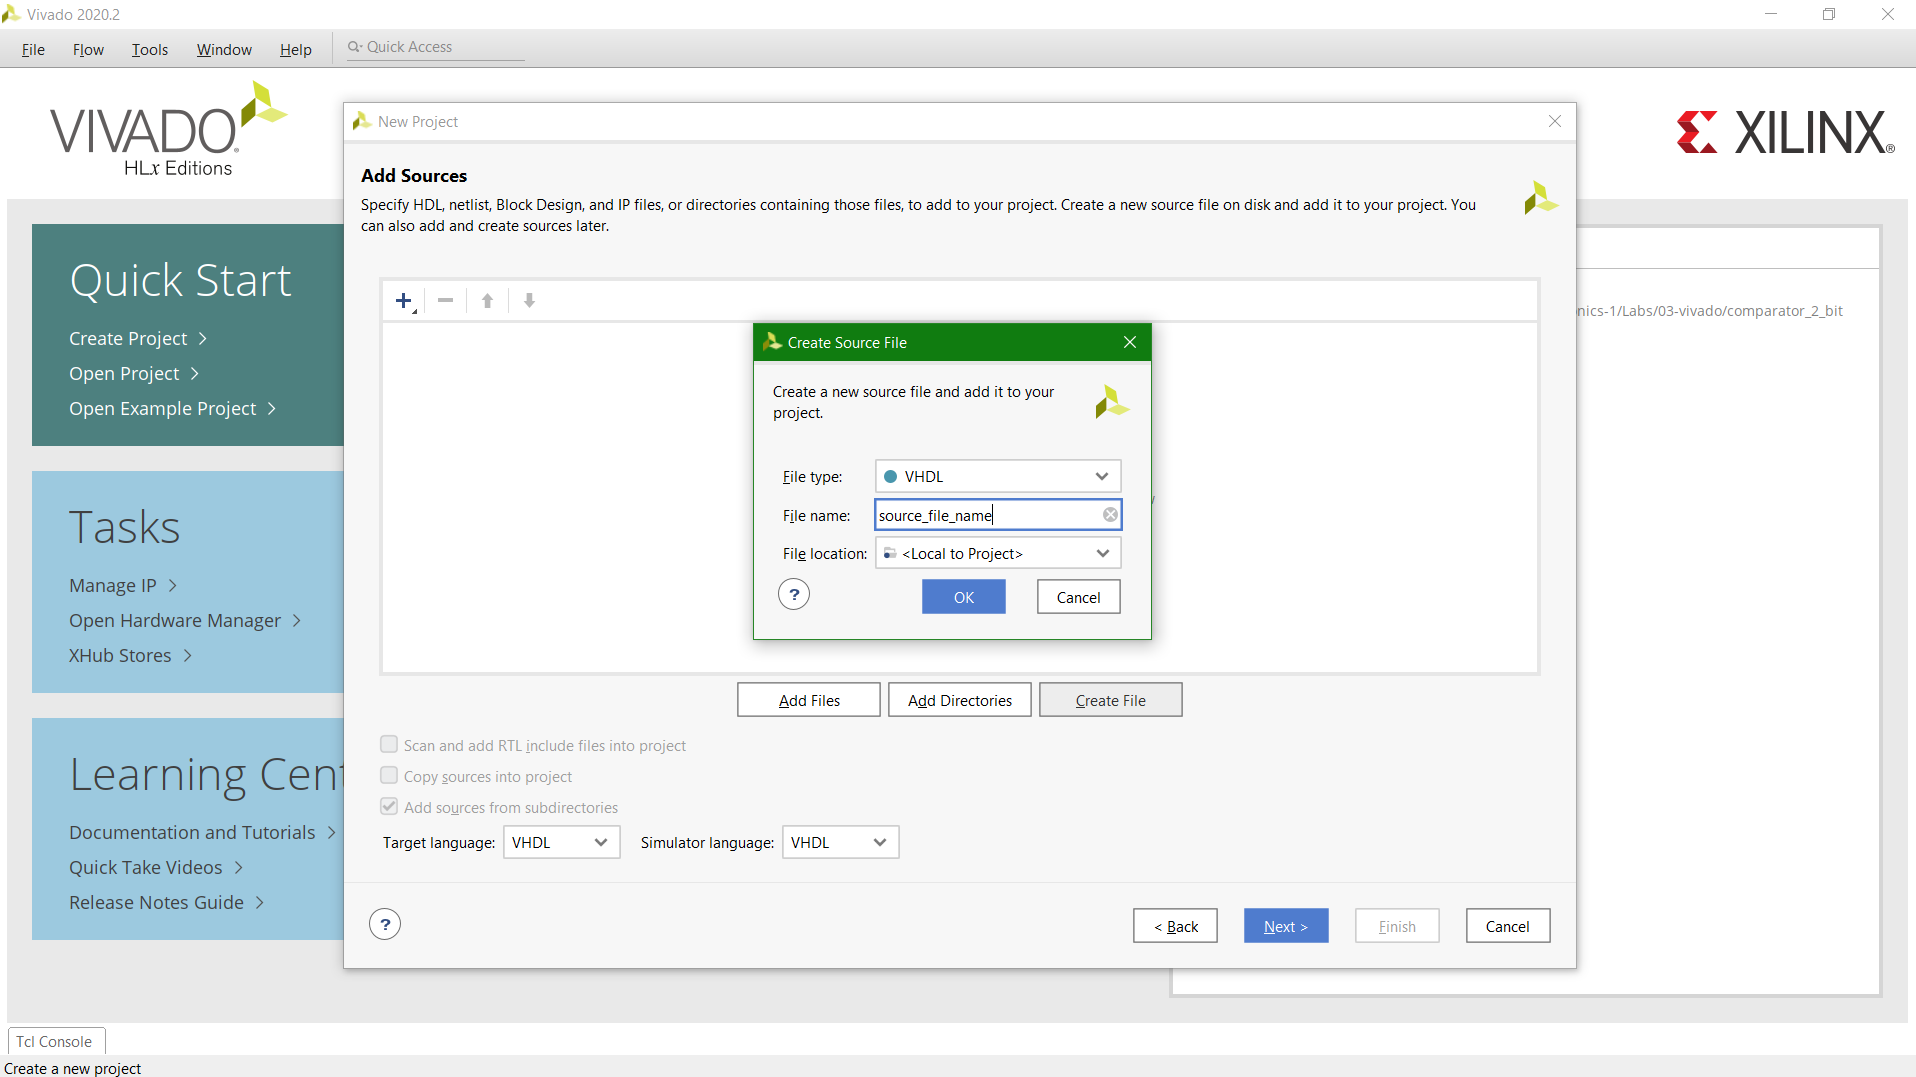 Vivado 2020.2
File Flow Tools Window Help Quick Access
VIVADO
HLx Editions
XILINX®
Quick Start
Create Project >
Open Project >
Open Example Project >
Tasks
Manage IP >
Open Hardware Manager >
XHub Stores >
Learning Cent
Documentation and Tutorials >
Quick Take Videos >
Release Notes Guide >
nics-1/Labs/03-vivado/comparator_2_bit
New Project
Add Sources
Specify HDL, netlist, Block Design, and IP files, or directories containing those files, to add to your project. Create a new source file on disk and add it to your project. You
can also add and create sources later.
Create Source File
Create a new source file and add it to your
project.
File type: VHDL
File name: source_file_name
File location: <Local to Project>
? OK Cancel
Add Files Add Directories Create File
Scan and add RTL include files into project
Copy sources into project
Add sources from subdirectories
Target language: VHDL Simulator language: VHDL
? < Back Next > Finish Cancel
Tcl Console
Create a new project